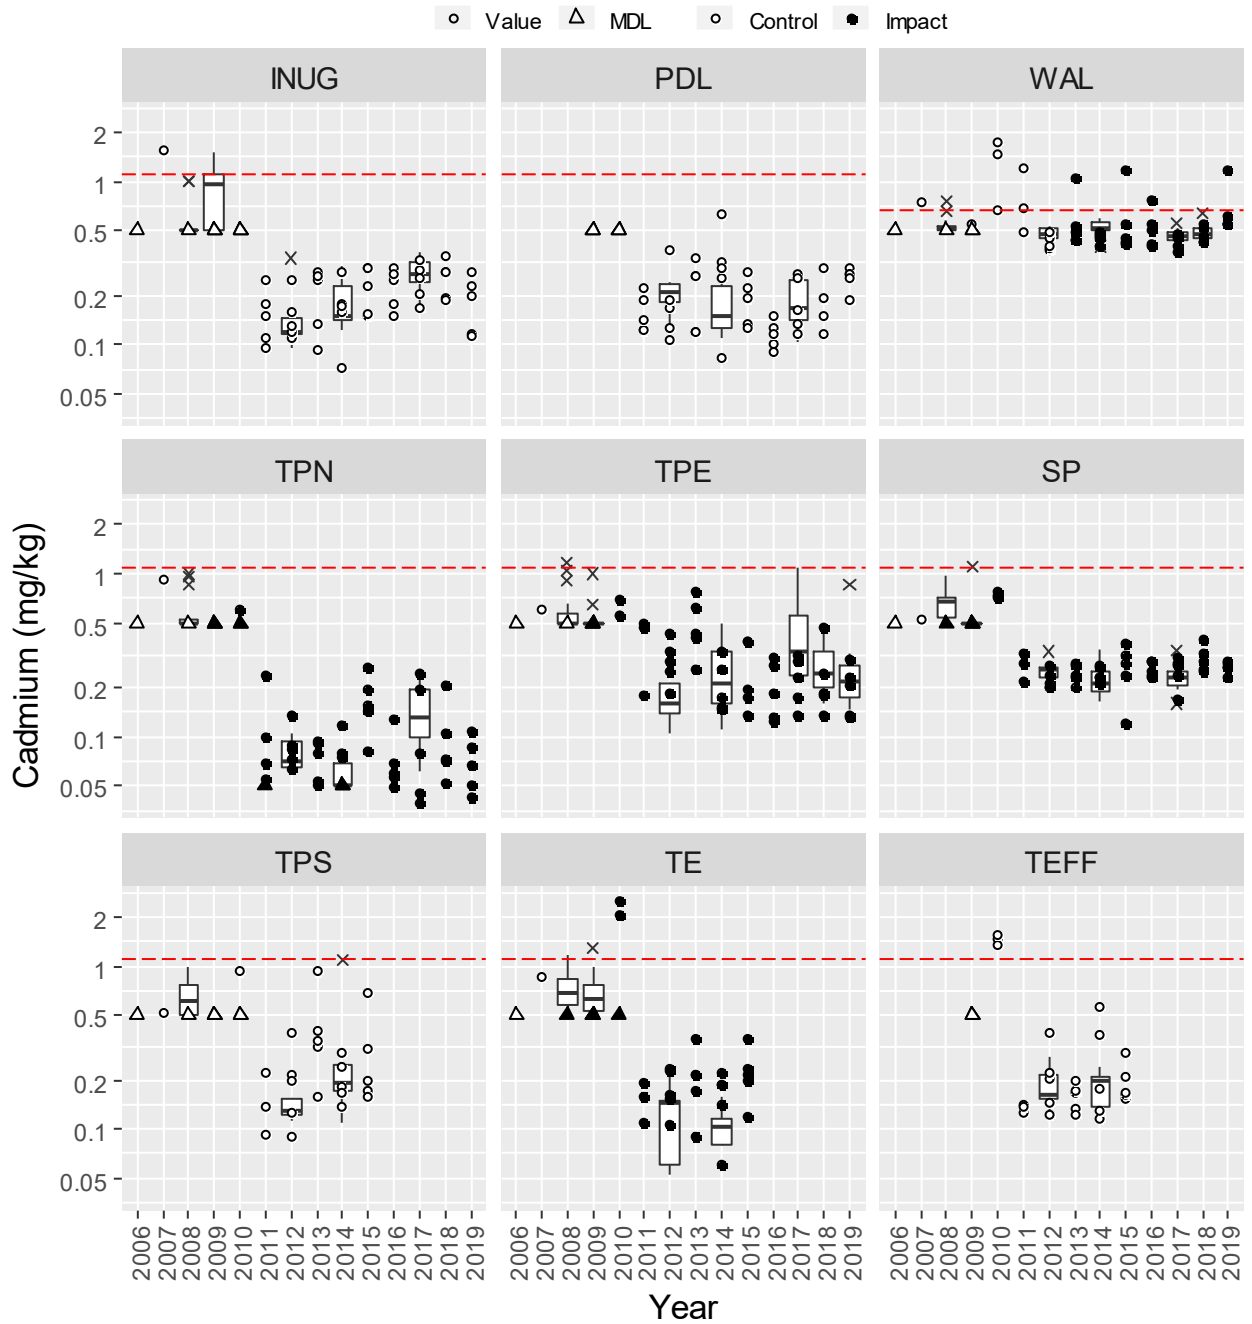 Value MDL Control Impact
INUG PDL WAL
2
1
0.5
0.2
0.1
0.05
TPN TPE SP
2
1
0.5
0.2
0.1
0.05
Cadmium (mg/kg)
TPS TE TEFF
2
1
0.5
0.2
0.1
0.05
2006 2007 2008 2009 2010 2011 2012 2013 2014 2015 2016 2017 2018 2019 2006 2007 2008 2009 2010 2011 2012 2013 2014 2015 2016 2017 2018 2019 2006 2007 2008 2009 2010 2011 2012 2013 2014 2015 2016 2017 2018 2019
Year